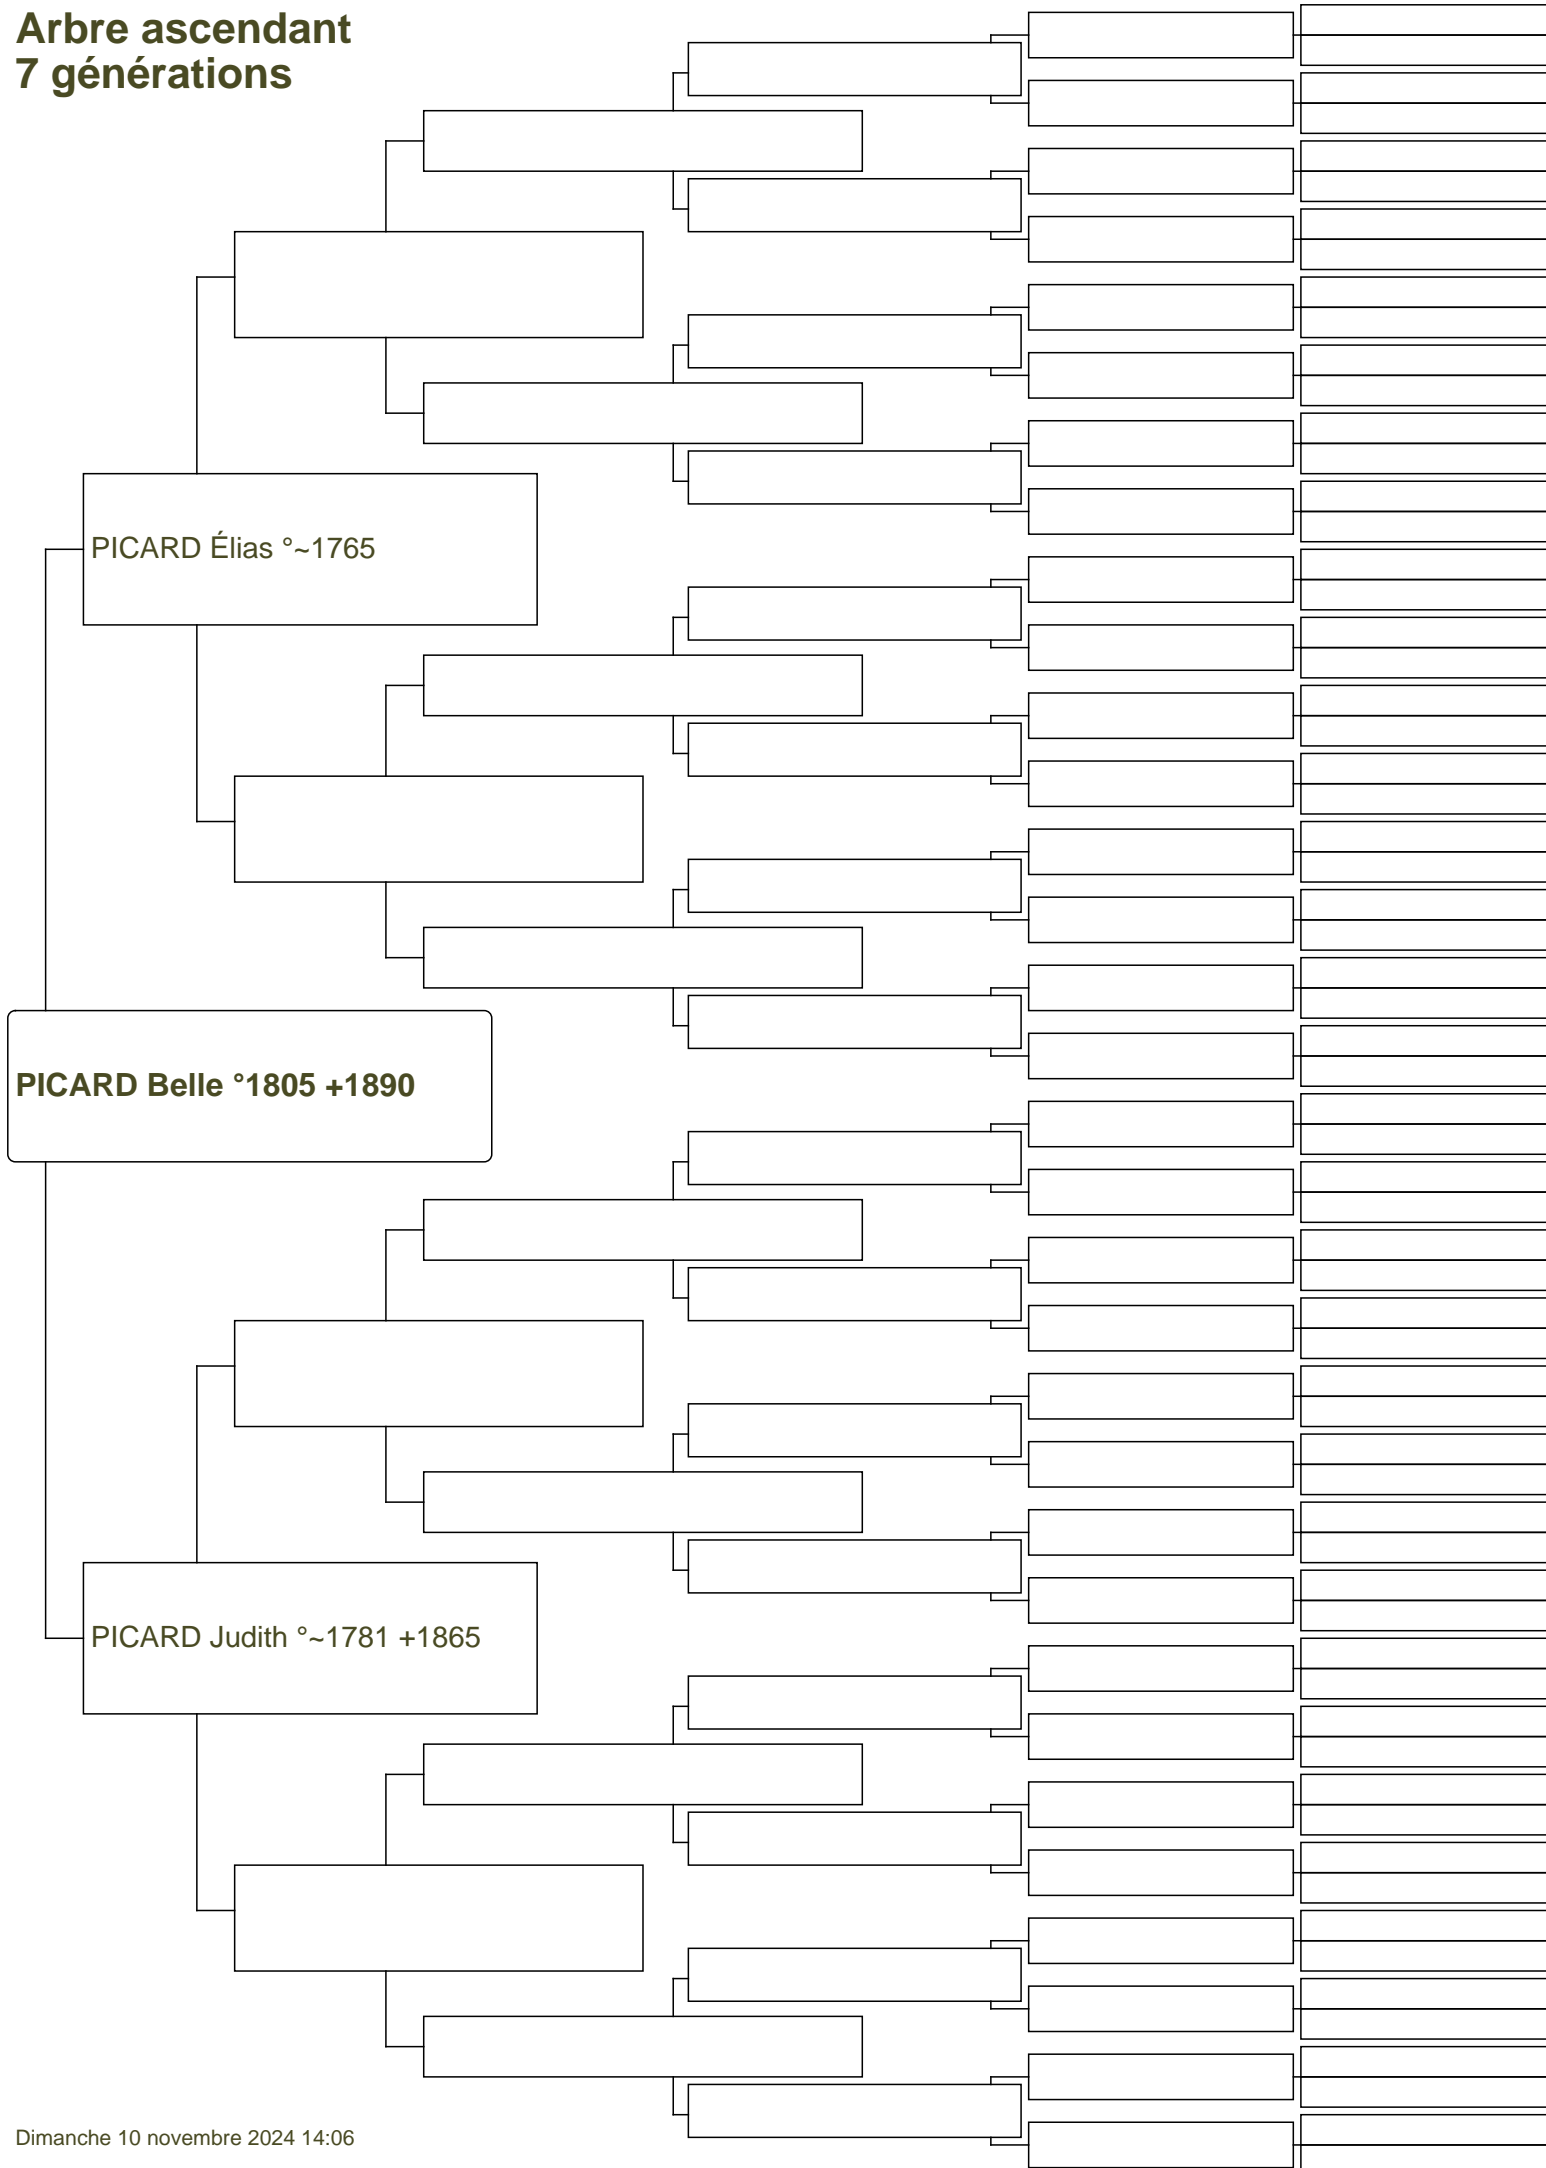 Arbre ascendant
7 générations
PICARD Élias °~1765
PICARD Belle °1805 +1890
PICARD Judith °~1781 +1865
Dimanche 10 novembre 2024 14:06